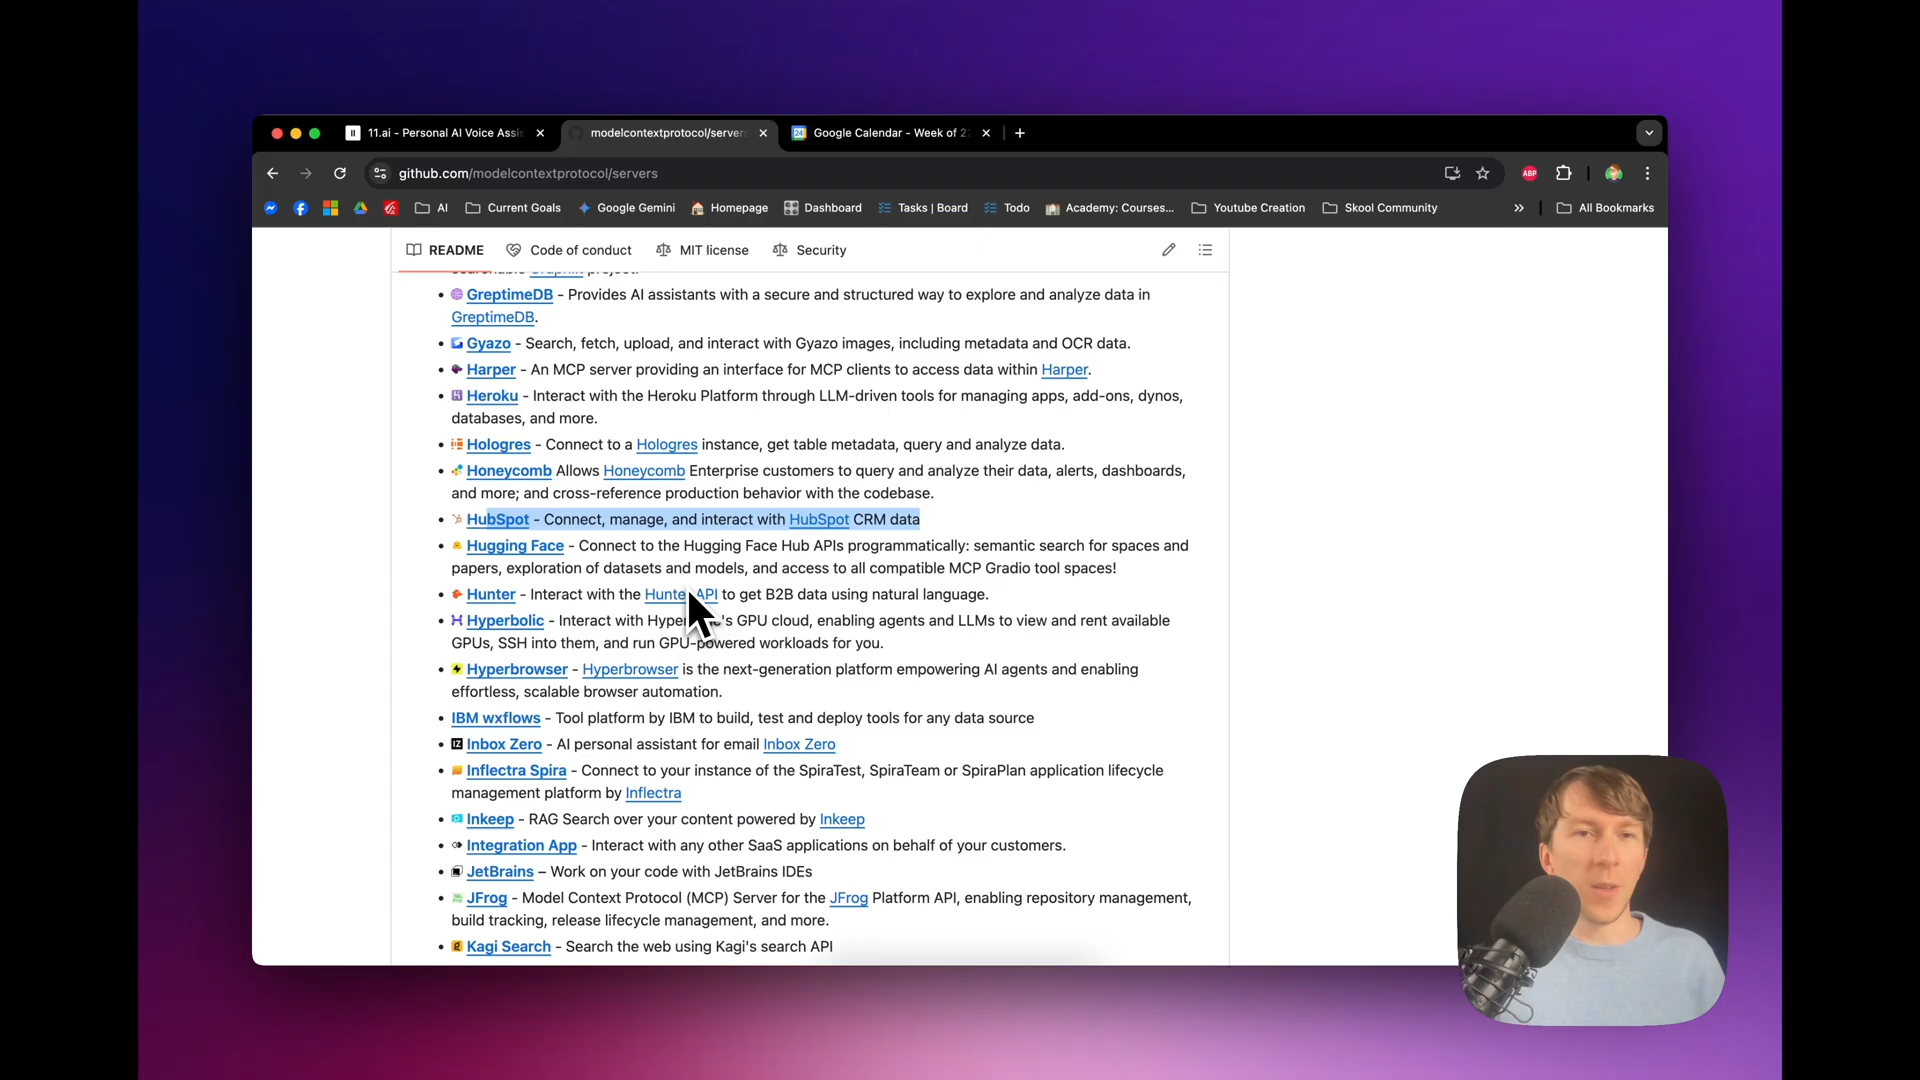 11.ai - Personal AI Voice Assis
modelcontextprotocol/servers
Google Calendar - Week of 2
github.com/modelcontextprotocol/servers
ABP
AI
Current Goals
Google Gemini
Homepage
Dashboard
Tasks | Board
Todo
Academy: Courses...
Youtube Creation
Skool Community
All Bookmarks
README
Code of conduct
MIT license
Security
GreptimeDB - Provides AI assistants with a secure and structured way to explore and analyze data in
GreptimeDB.
Gyazo - Search, fetch, upload, and interact with Gyazo images, including metadata and OCR data.
Harper - An MCP server providing an interface for MCP clients to access data within Harper.
Heroku - Interact with the Heroku Platform through LLM-driven tools for managing apps, add-ons, dynos,
databases, and more.
Hologres - Connect to a Hologres instance, get table metadata, query and analyze data.
Honeycomb Allows Honeycomb Enterprise customers to query and analyze their data, alerts, dashboards,
and more; and cross-reference production behavior with the codebase.
HubSpot - Connect, manage, and interact with HubSpot CRM data
Hugging Face - Connect to the Hugging Face Hub APIs programmatically: semantic search for spaces and
papers, exploration of datasets and models, and access to all compatible MCP Gradio tool spaces!
Hunter - Interact with the Hunter API to get B2B data using natural language.
Hyperbolic - Interact with Hyper 's GPU cloud, enabling agents and LLMs to view and rent available
GPUs, SSH into them, and run GPU-powered workloads for you.
Hyperbrowser - Hyperbrowser is the next-generation platform empowering AI agents and enabling
effortless, scalable browser automation.
IBM wxflows - Tool platform by IBM to build, test and deploy tools for any data source
Inbox Zero - AI personal assistant for email Inbox Zero
Inflectra Spira - Connect to your instance of the SpiraTest, SpiraTeam or SpiraPlan application lifecycle
management platform by Inflectra
Inkeep - RAG Search over your content powered by Inkeep
Integration App - Interact with any other SaaS applications on behalf of your customers.
JetBrains – Work on your code with JetBrains IDEs
JFrog - Model Context Protocol (MCP) Server for the JFrog Platform API, enabling repository management,
build tracking, release lifecycle management, and more.
Kagi Search - Search the web using Kagi's search API